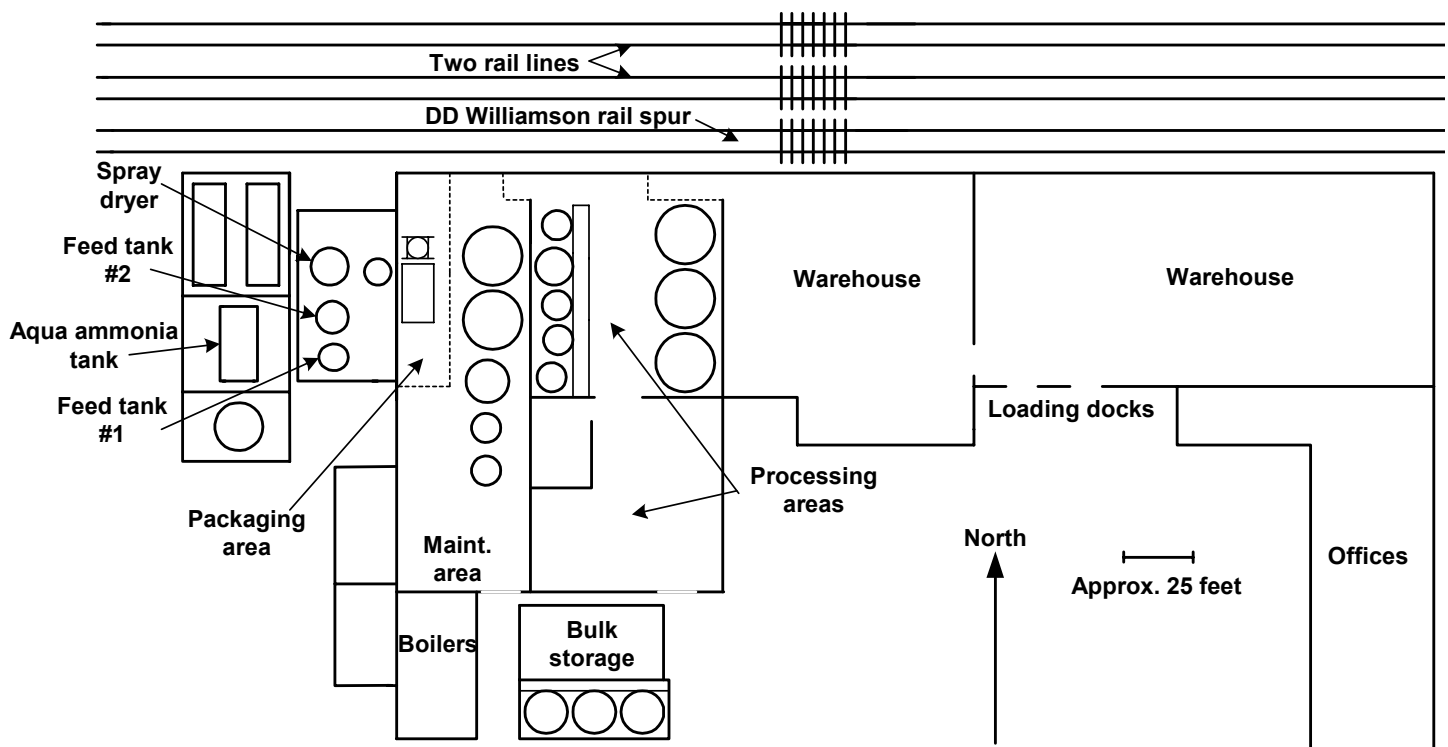 Two rail lines
DD Williamson rail spur
Spray
dryer
Feed tank
#2
Aqua ammonia
tank
Feed tank
#1
Packaging
area
Maint.
area
Boilers
Bulk
storage
Processing
areas
Warehouse
Warehouse
Loading docks
North
Approx. 25 feet
Offices